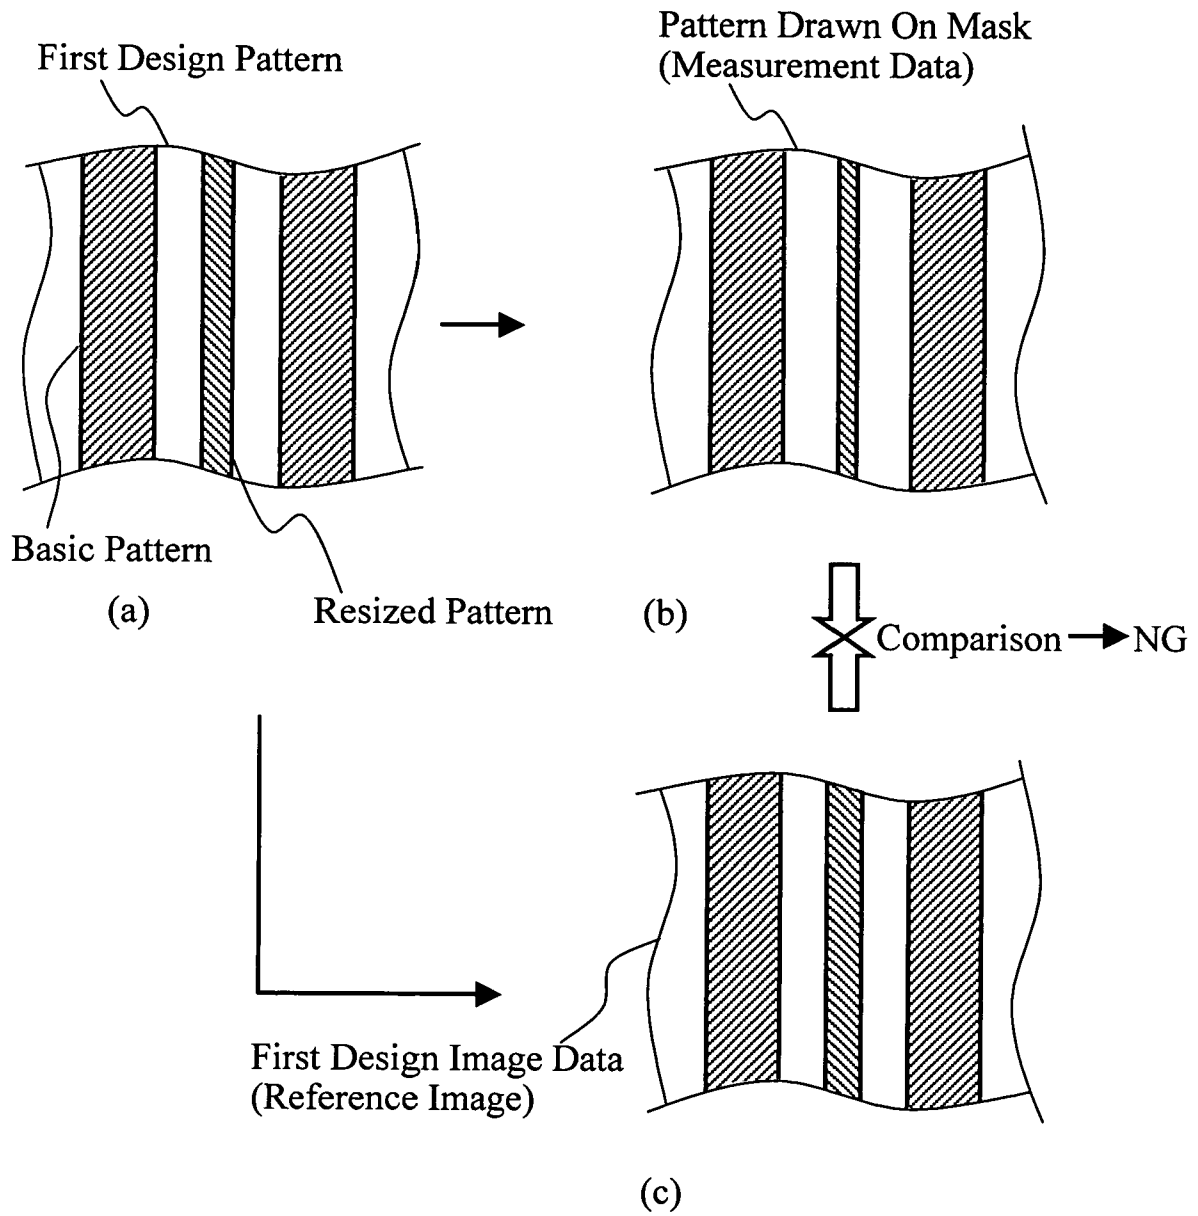 First Design Pattern
Pattern Drawn On Mask
(Measurement Data)
Basic Pattern
(a)
Resized Pattern
(b)
Comparison
NG
First Design Image Data
(Reference Image)
(c)